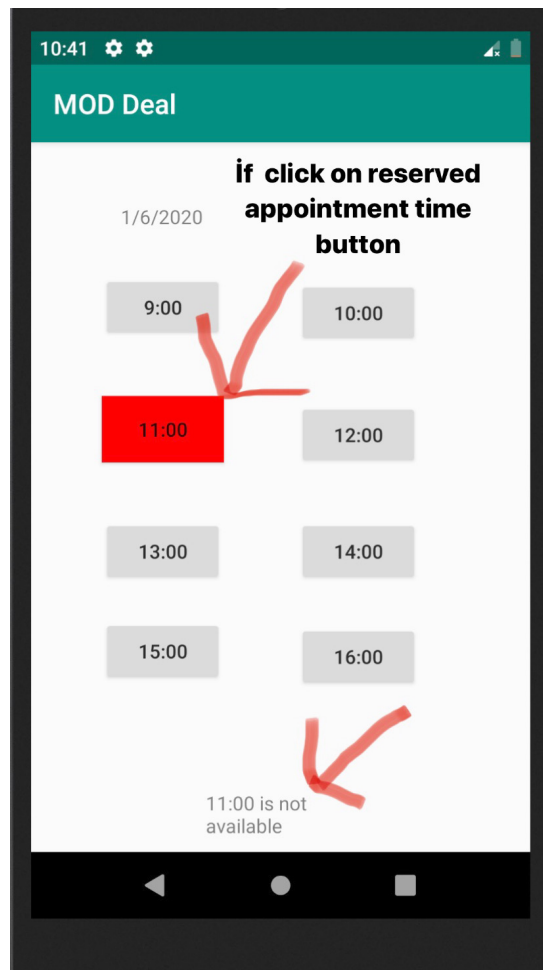 10:41
MOD Deal
İf click on reserved
appointment time
button
1/6/2020
9:00
10:00
11:00
12:00
13:00
14:00
15:00
16:00
11:00 is not
available